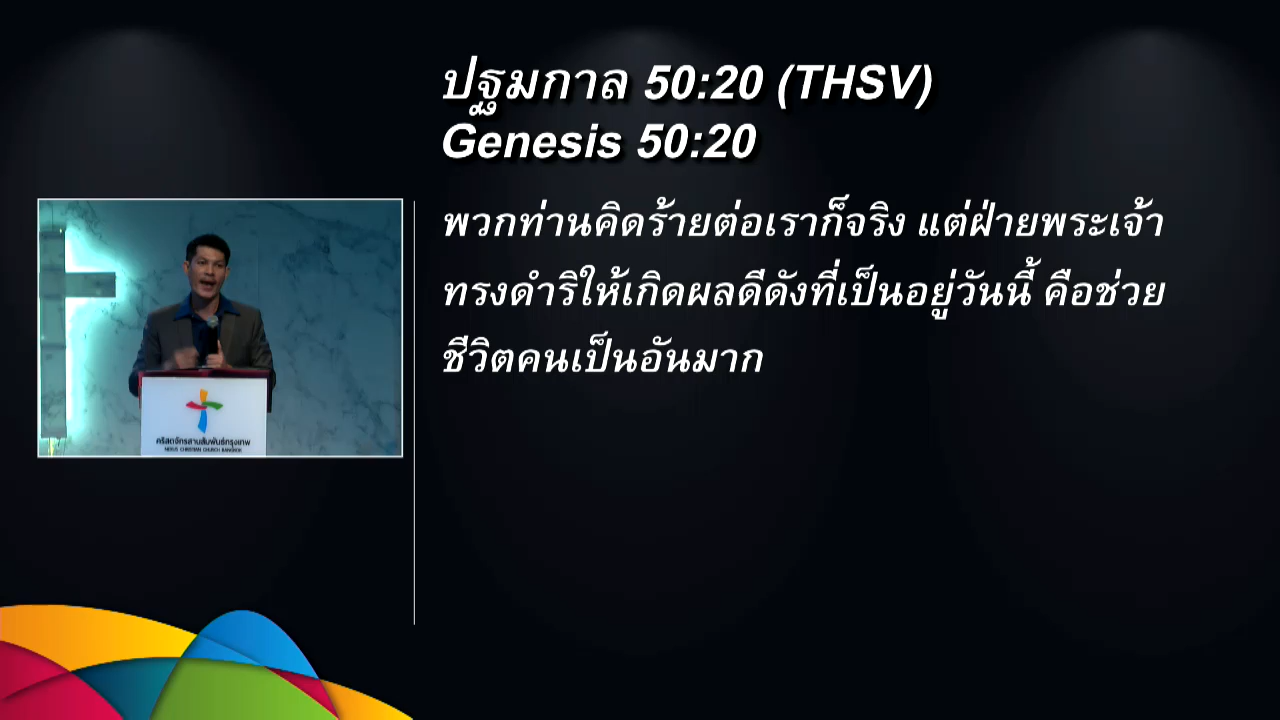 ปฐมกาล 50:20 (THSV)
Genesis 50:20
พวกท่านคิดร้ายต่อเราก็จริง แต่ฝ่ายพระเจ้า
ทรงดำริให้เกิดผลดีดังที่เป็นอยู่วันนี้ คือช่วย
ชีวิตคนเป็นอันมาก
คริสตจักรสานสัมพันธ์กรุงเทพ
NEXUS CHRISTIAN CHURCH BANGKOK